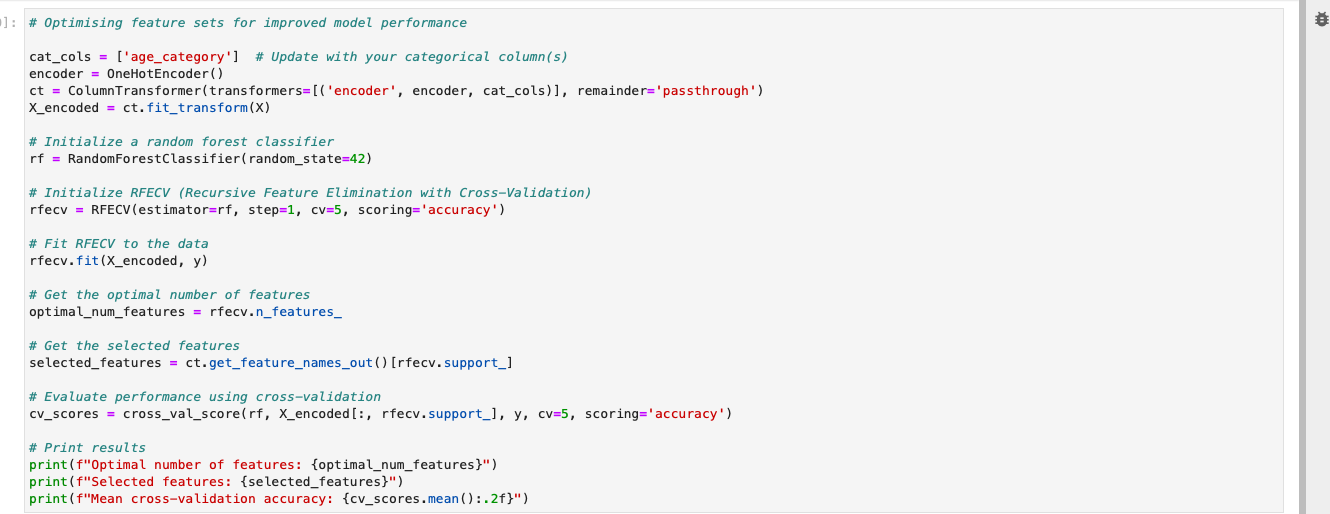 ]: # Optimising feature sets for improved model performance
cat_cols = ['age_category']  # Update with your categorical column(s)
encoder = OneHotEncoder()
ct = ColumnTransformer(transformers=[('encoder', encoder, cat_cols)], remainder='passthrough')
X_encoded = ct.fit_transform(X)
# Initialize a random forest classifier
rf = RandomForestClassifier(random_state=42)
# Initialize RFECV (Recursive Feature Elimination with Cross-Validation)
rfecv = RFECV(estimator=rf, step=1, cv=5, scoring='accuracy')
# Fit RFECV to the data
rfecv.fit(X_encoded, y)
# Get the optimal number of features
optimal_num_features = rfecv.n_features_
# Get the selected features
selected_features = ct.get_feature_names_out()[rfecv.support_]
# Evaluate performance using cross-validation
cv_scores = cross_val_score(rf, X_encoded[:, rfecv.support_], y, cv=5, scoring='accuracy')
# Print results
print(f"Optimal number of features: {optimal_num_features}")
print(f"Selected features: {selected_features}")
print(f"Mean cross-validation accuracy: {cv_scores.mean():.2f}")